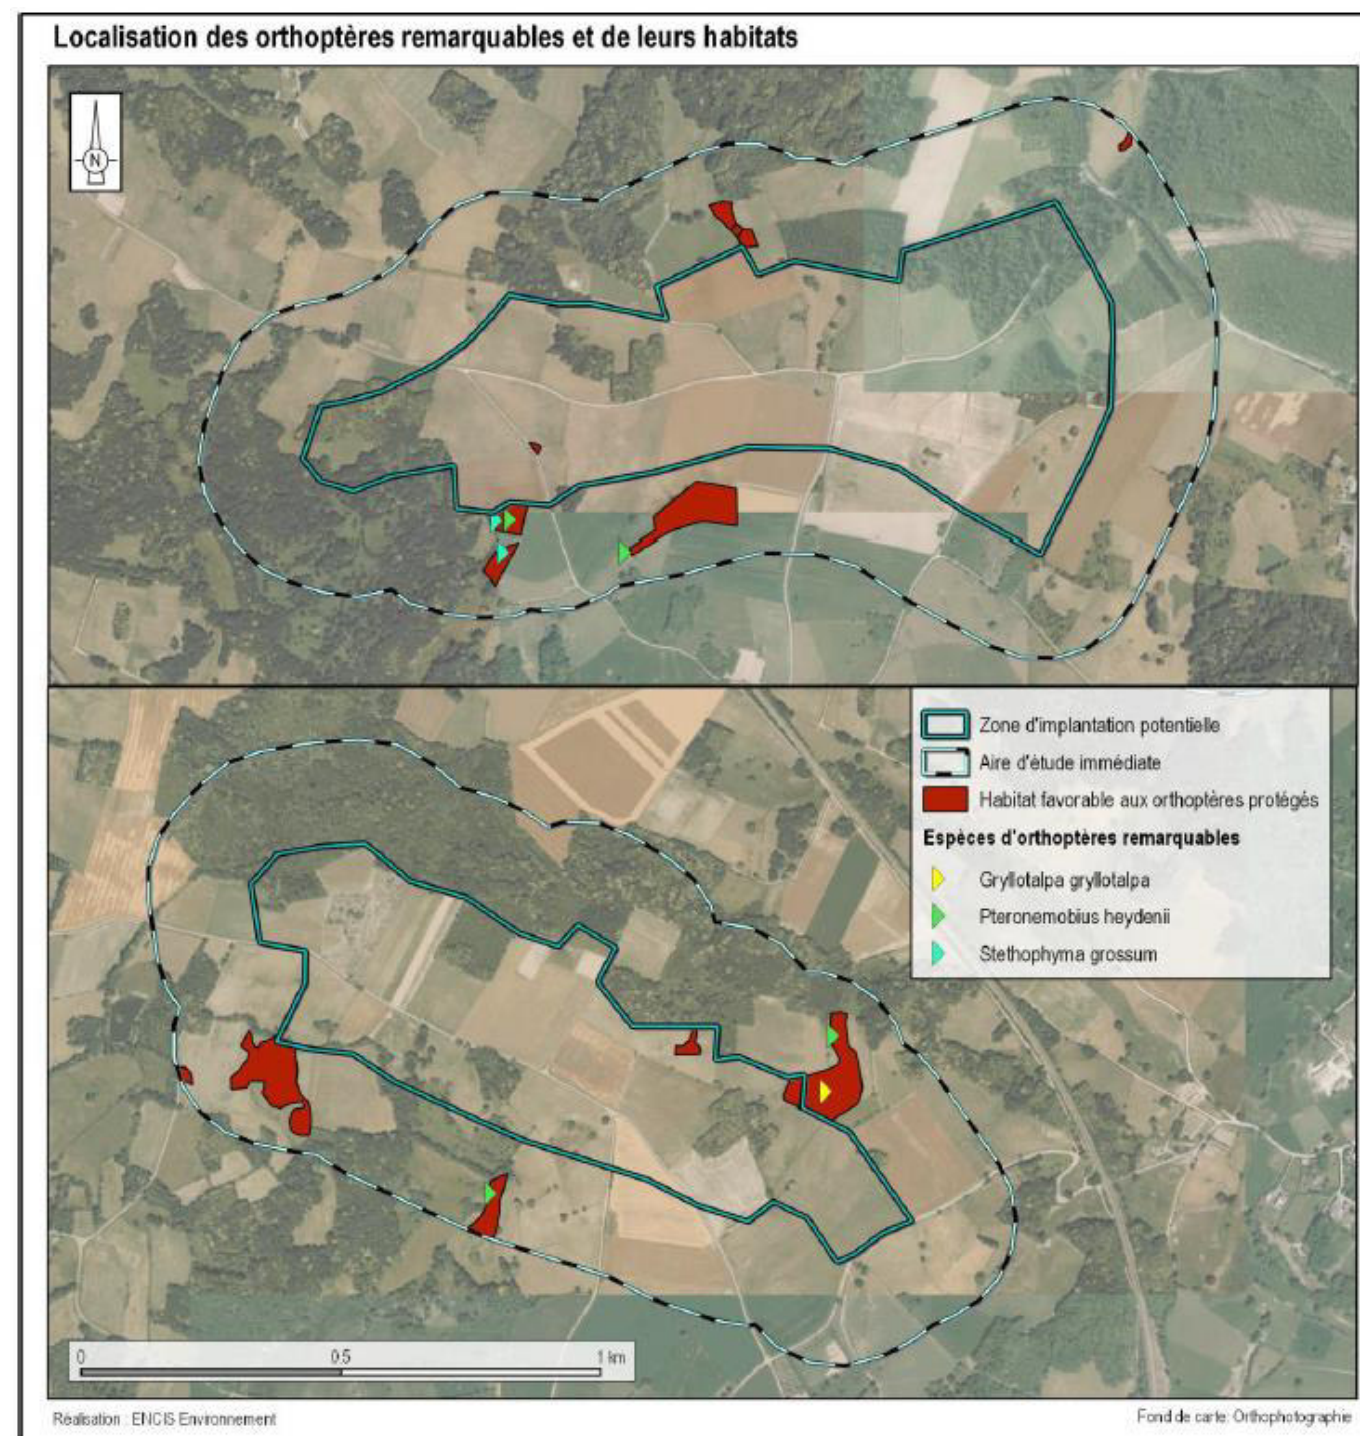 Localisation des orthoptères remarquables et de leurs habitats
N
Zone d'implantation potentielle
Aire d'étude immédiate
Habitat favorable aux orthoptères protégés
Espèces d'orthoptères remarquables
Gryllotalpa gryllotalpa
Pteronemobius heydenii
Stethophyma grossum
0 0.5 1 km
Réalisation : ENCIS Environnement
Fond de carte: Orthophotographie